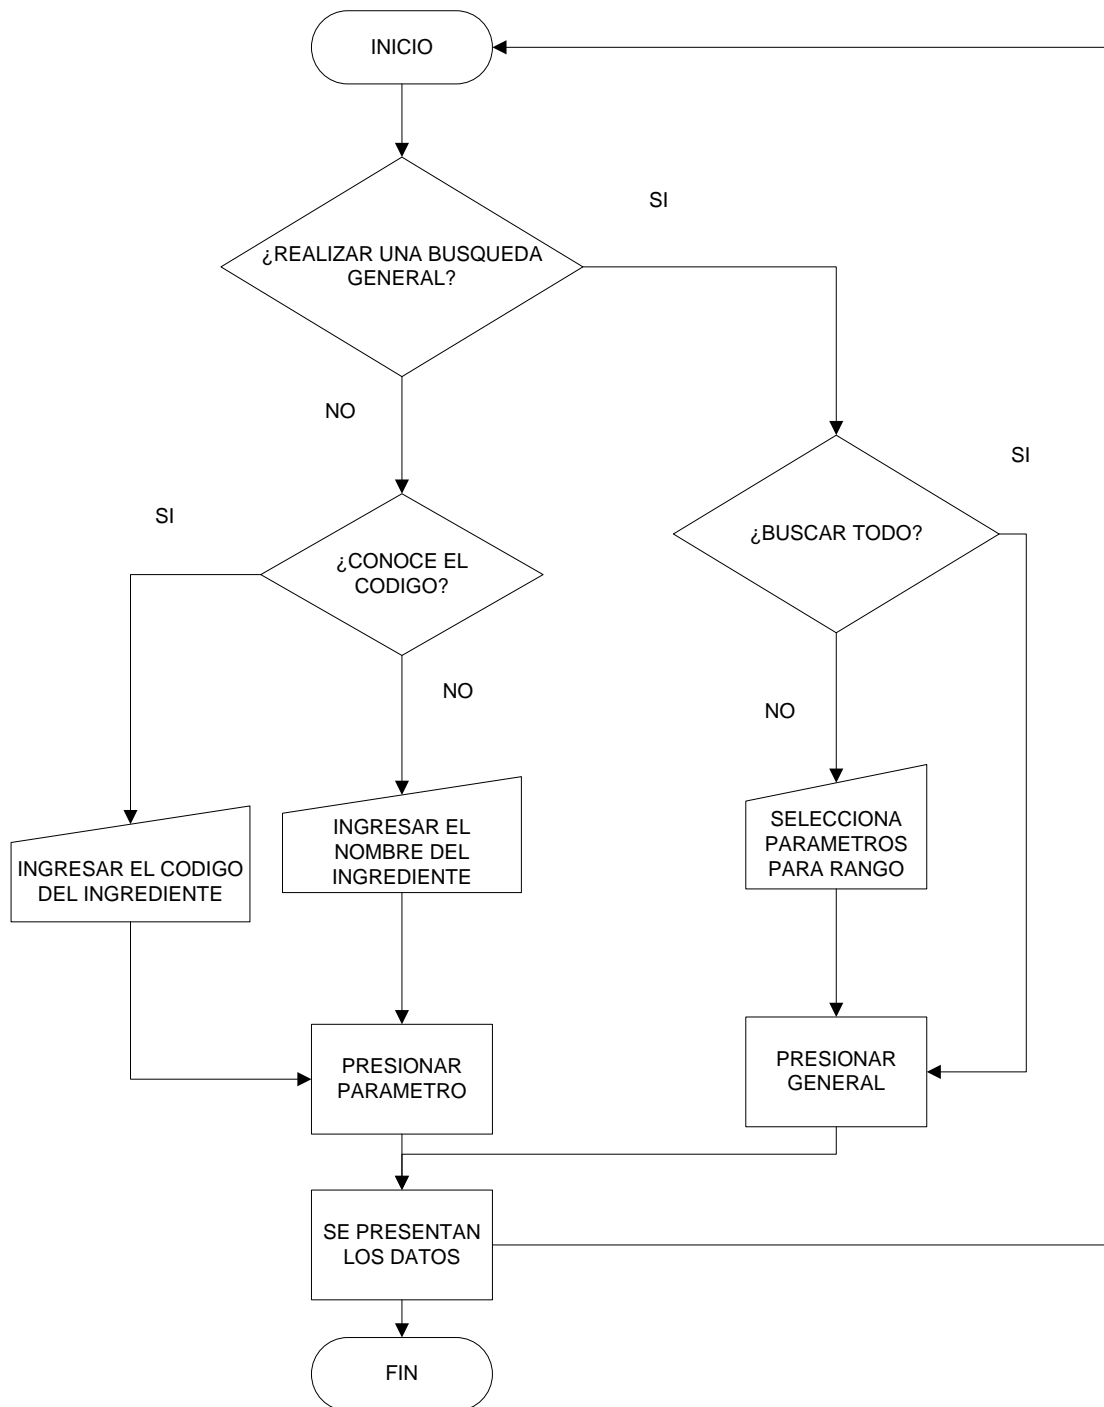 INICIO
SI
¿REALIZAR UNA BUSQUEDA
GENERAL?
NO
SI
SI
¿BUSCAR TODO?
¿CONOCE EL
CODIGO?
NO
NO
INGRESAR EL
NOMBRE DEL
INGREDIENTE
SELECCIONA
PARAMETROS
PARA RANGO
INGRESAR EL CODIGO
DEL INGREDIENTE
PRESIONAR
PARAMETRO
PRESIONAR
GENERAL
SE PRESENTAN
LOS DATOS
FIN